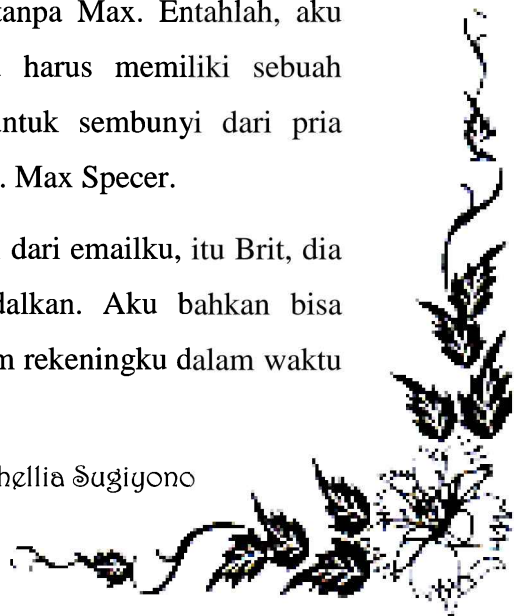 tanpa Max. Entahlah, aku
harus memiliki sebuah
untuk sembunyi dari pria
. Max Specer.
dari emailku, itu Brit, dia
dalkan. Aku bahkan bisa
m rekeningku dalam waktu
hellia Sugiyono